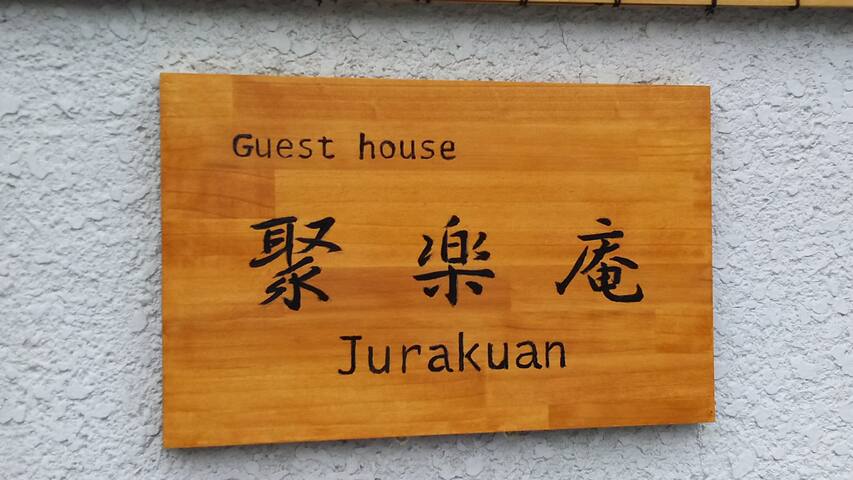 Guest house
聚楽庵
Jurakuan